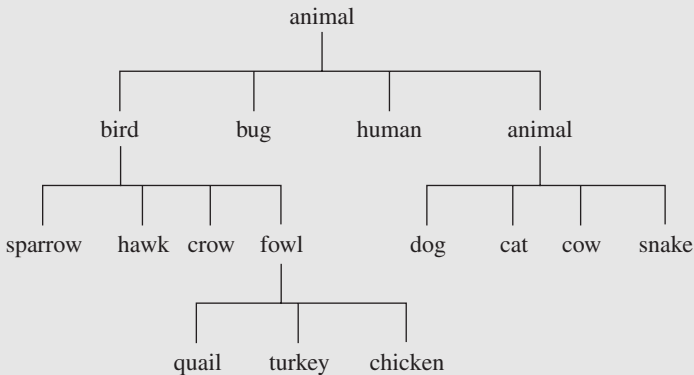 animal
bird bug human animal
sparrow hawk crow fowl dog cat cow snake
quail turkey chicken